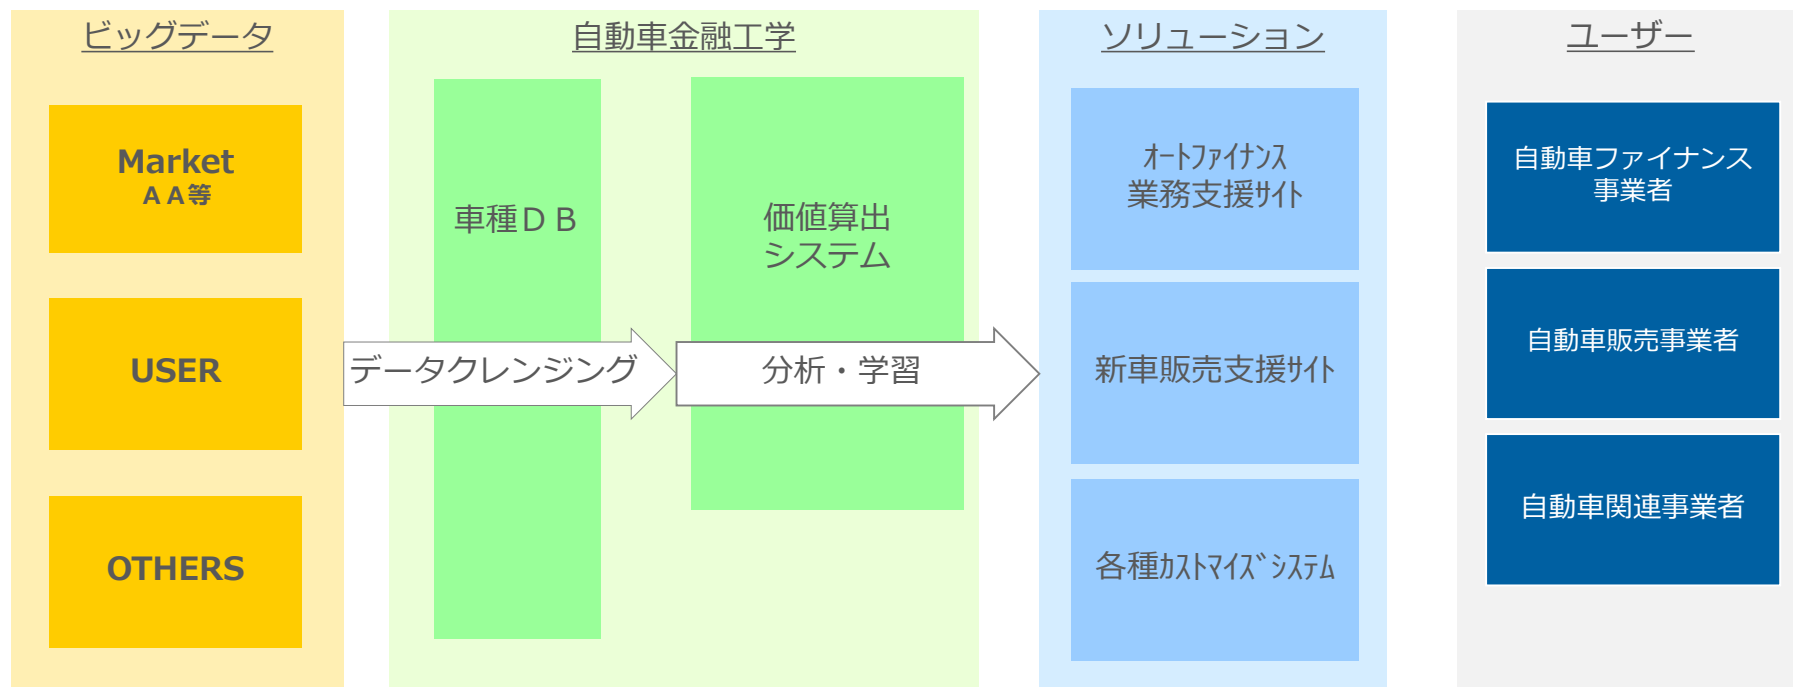 ビッグデータ
Market
ＡＡ等
USER
OTHERS
自動車金融工学
車種ＤＢ
価値算出
システム
データクレンジング
分析・学習
ソリューション
ｵｰﾄﾌｧｲﾅﾝｽ
業務支援ｻｲﾄ
新車販売支援ｻｲﾄ
各種ｶｽﾄﾏｲｽﾞｼｽﾃﾑ
ユーザー
自動車ファイナンス
事業者
自動車販売事業者
自動車関連事業者